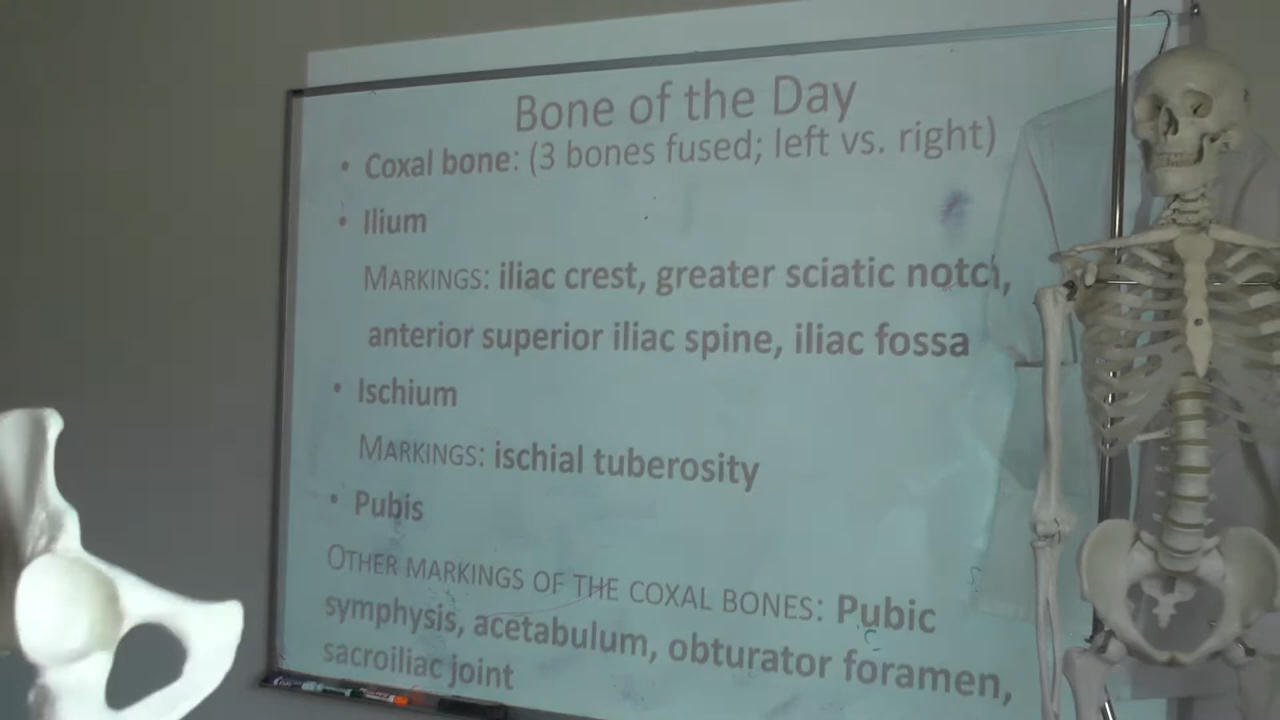 Bone of the Day
• Coxal bone: (3 bones fused; left vs. right)
• Ilium
MARKINGS: iliac crest, greater sciatic notch,
anterior superior iliac spine, iliac fossa
• Ischium
MARKINGS: ischial tuberosity
• Pubis
OTHER MARKINGS OF THE COXAL BONES: Pubic
symphysis, acetabulum, obturator foramen,
sacroiliac joint